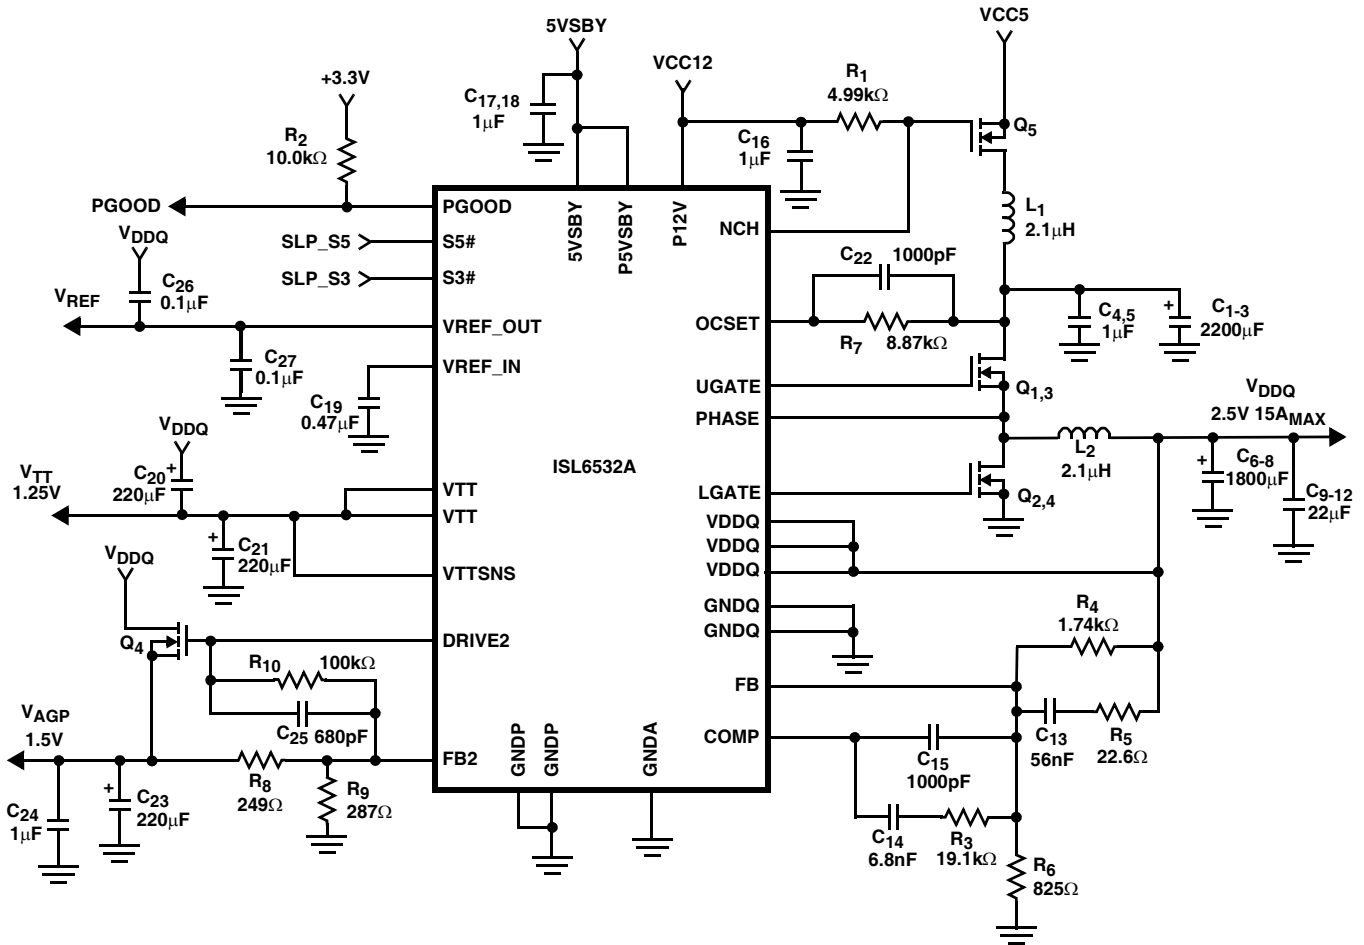 5VSBY
VCC5
VCC12
+3.3V
C17,18
1µF
R1
4.99kΩ
Q5
R2
10.0kΩ
C16
1µF
PGOOD
PGOOD
5VSBY
P5VSBY
P12V
NCH
L1
2.1µH
VDDQ
SLP_S5
S5#
SLP_S3
S3#
C26
0.1µF
VREF
VREF_OUT
C22
1000pF
OCSET
R7
8.87kΩ
C4,5
1µF
+
C1-3
2200µF
C27
0.1µF
VREF_IN
C19
0.47µF
UGATE
Q1,3
PHASE
VDDQ
2.5V 15AMAX
VDDQ
C20
+
220µF
VTT
1.25V
ISL6532A
L2
2.1µH
+
C6-8
1800µF
C9-12
22µF
VTT
VTT
LGATE
Q2,4
VDDQ
VDDQ
VDDQ
+
C21
220µF
VTTSNS
VDDQ
GNDQ
GNDQ
R4
1.74kΩ
Q4
DRIVE2
R10
100kΩ
C25
680pF
FB
C13
56nF
R5
22.6Ω
VAGP
1.5V
COMP
C15
1000pF
FB2
GNDP
GNDP
GNDA
R8
249Ω
R9
287Ω
C24
1µF
+
C23
220µF
C14
6.8nF
R3
19.1kΩ
R6
825Ω